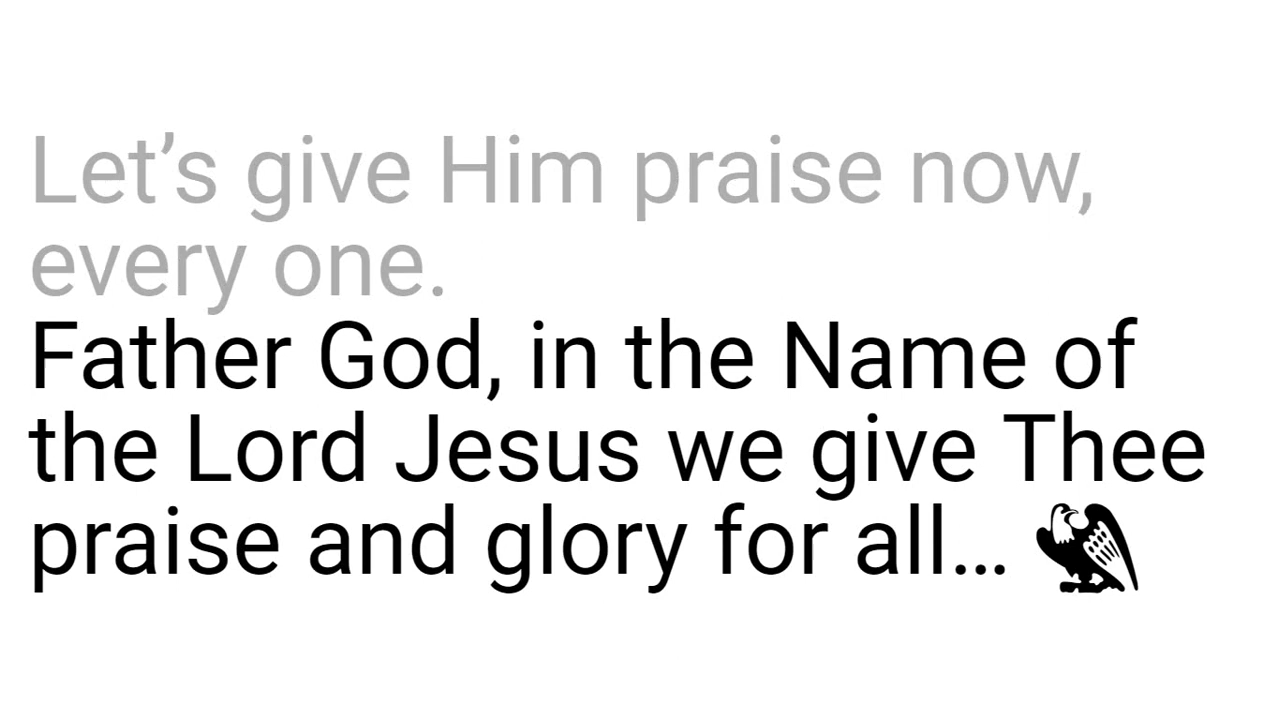 Let’s give Him praise now,
every one.
Father God, in the Name of
the Lord Jesus we give Thee
praise and glory for all…